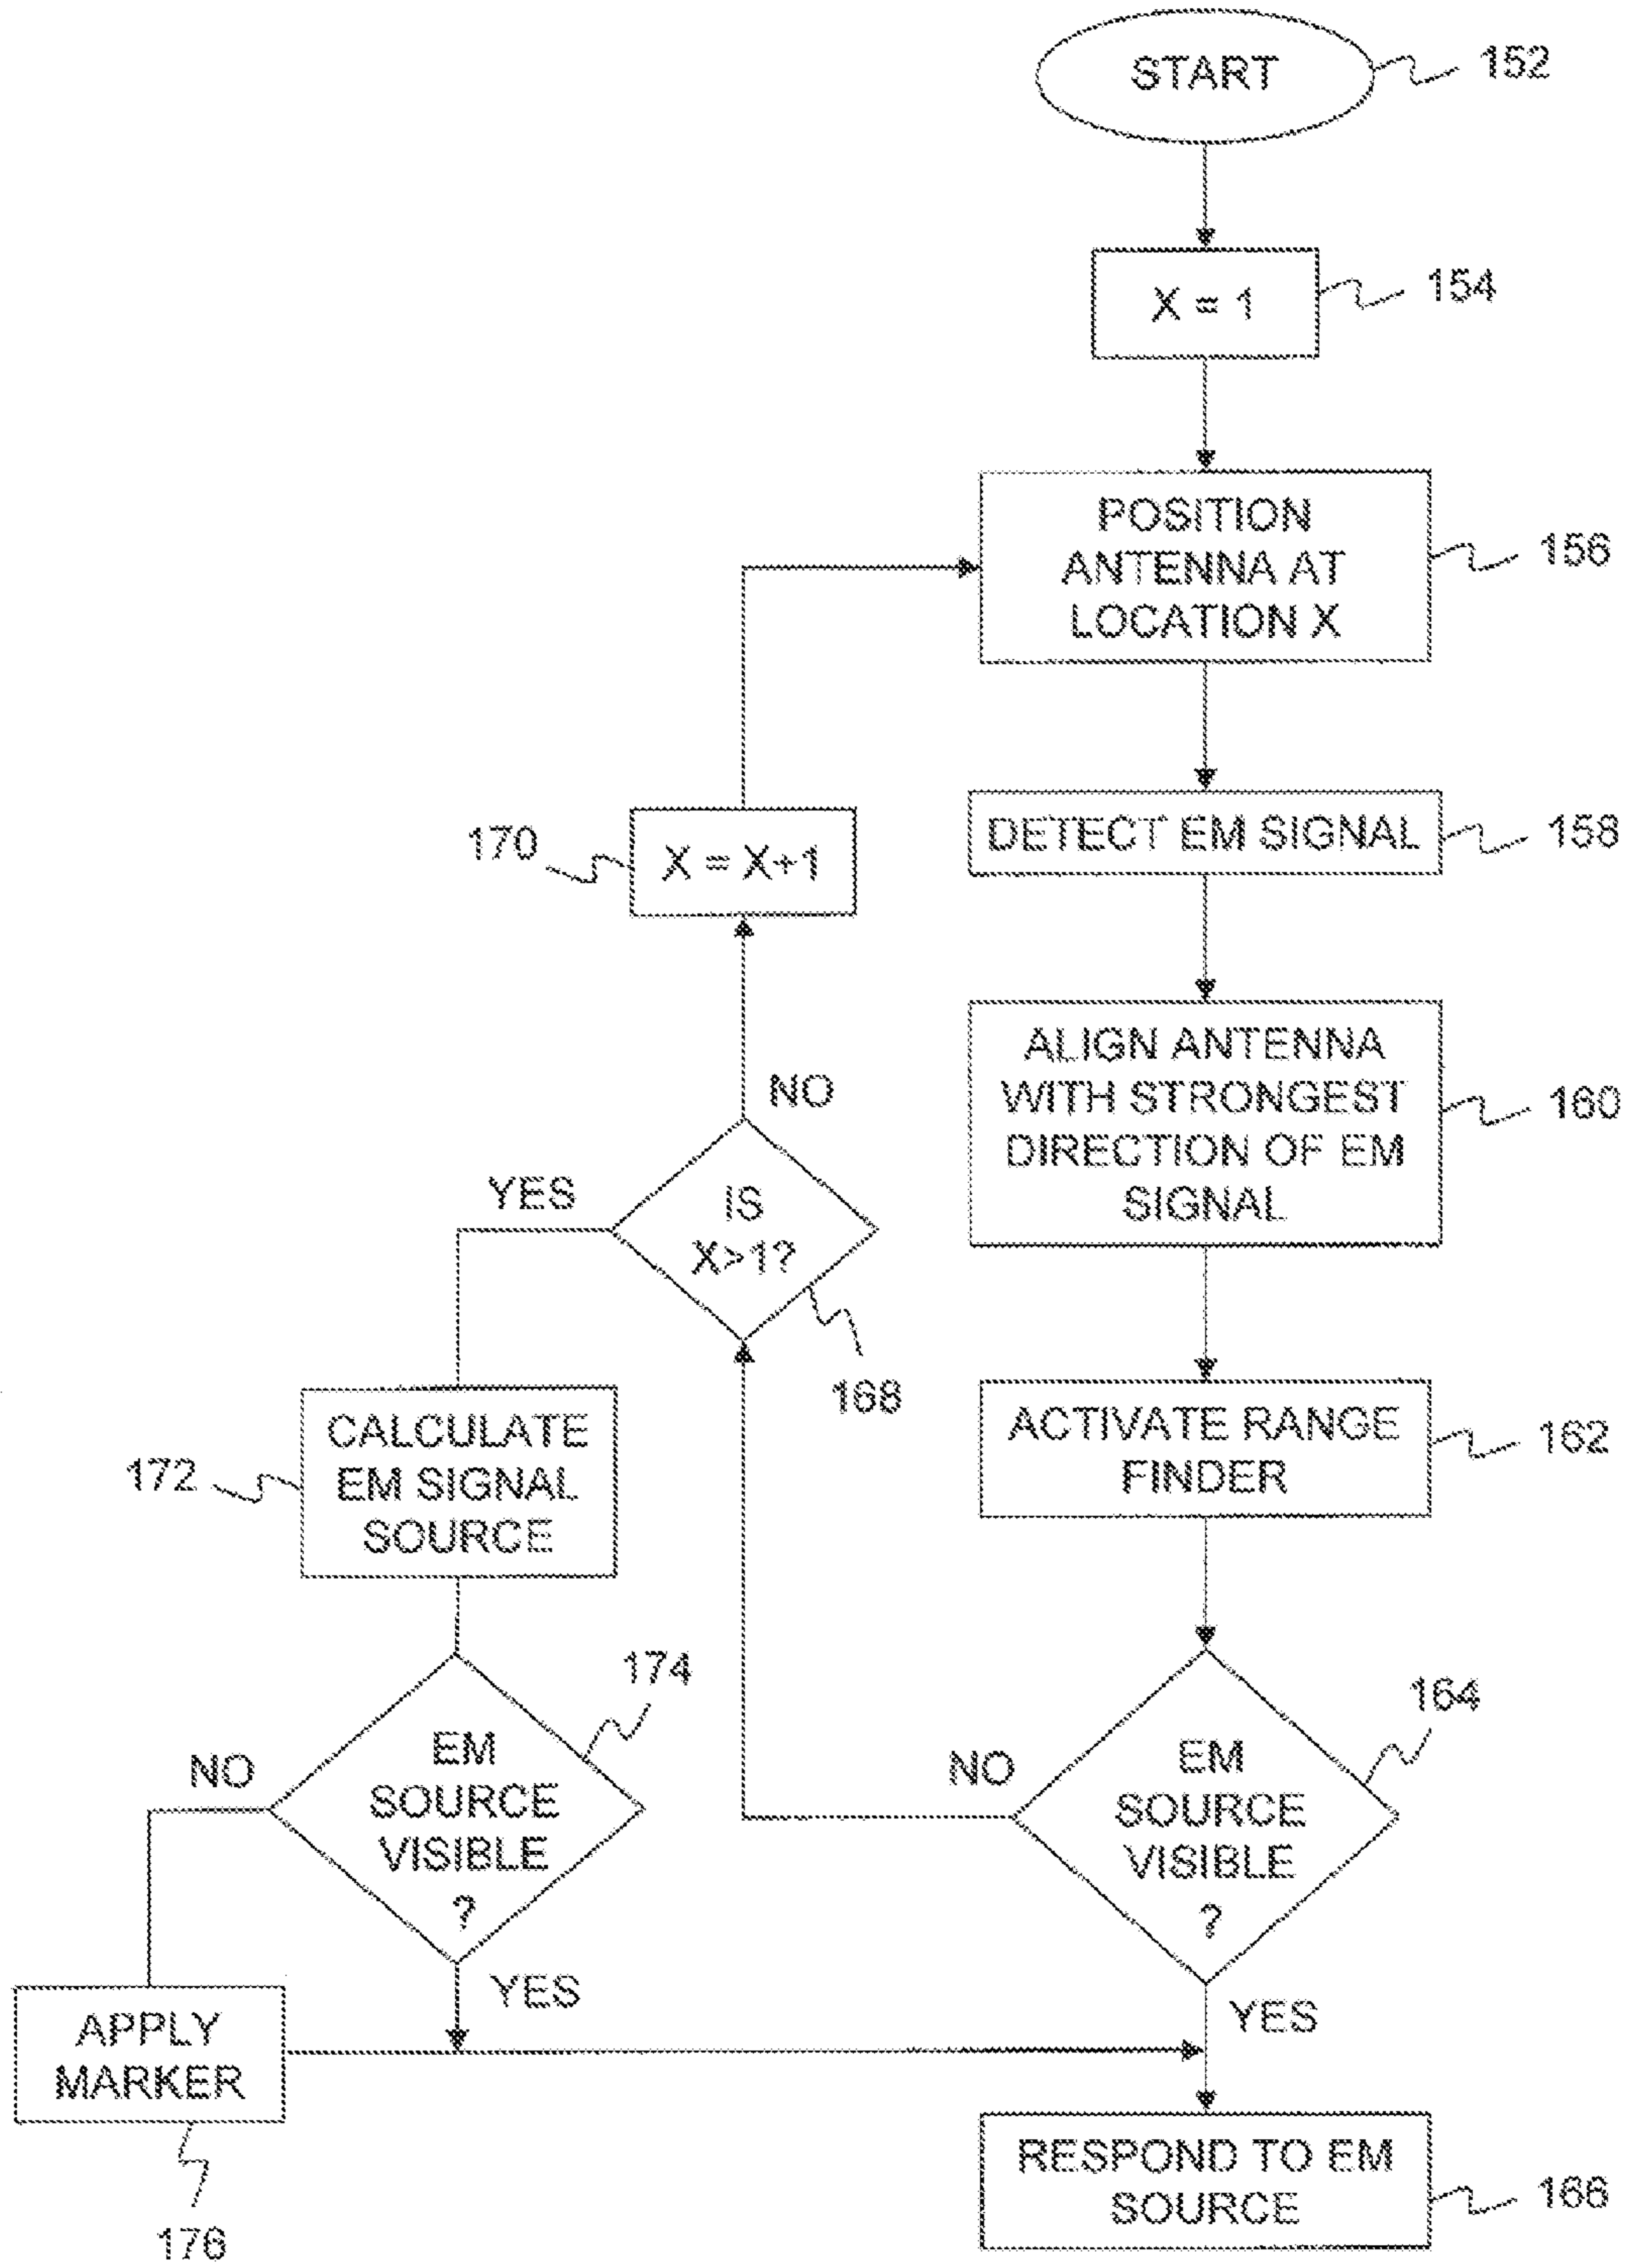 START
152
X = 1
154
POSITION
ANTENNA AT
LOCATION X
156
DETECT EM SIGNAL
158
170
X = X+1
ALIGN ANTENNA
WITH STRONGEST
DIRECTION OF EM
SIGNAL
160
NO
YES
IS
X>1?
168
ACTIVATE RANGE
FINDER
162
CALCULATE
EM SIGNAL
SOURCE
172
174
164
NO
EM
SOURCE
VISIBLE
?
YES
NO
EM
SOURCE
VISIBLE
?
YES
APPLY
MARKER
176
RESPOND TO EM
SOURCE
166